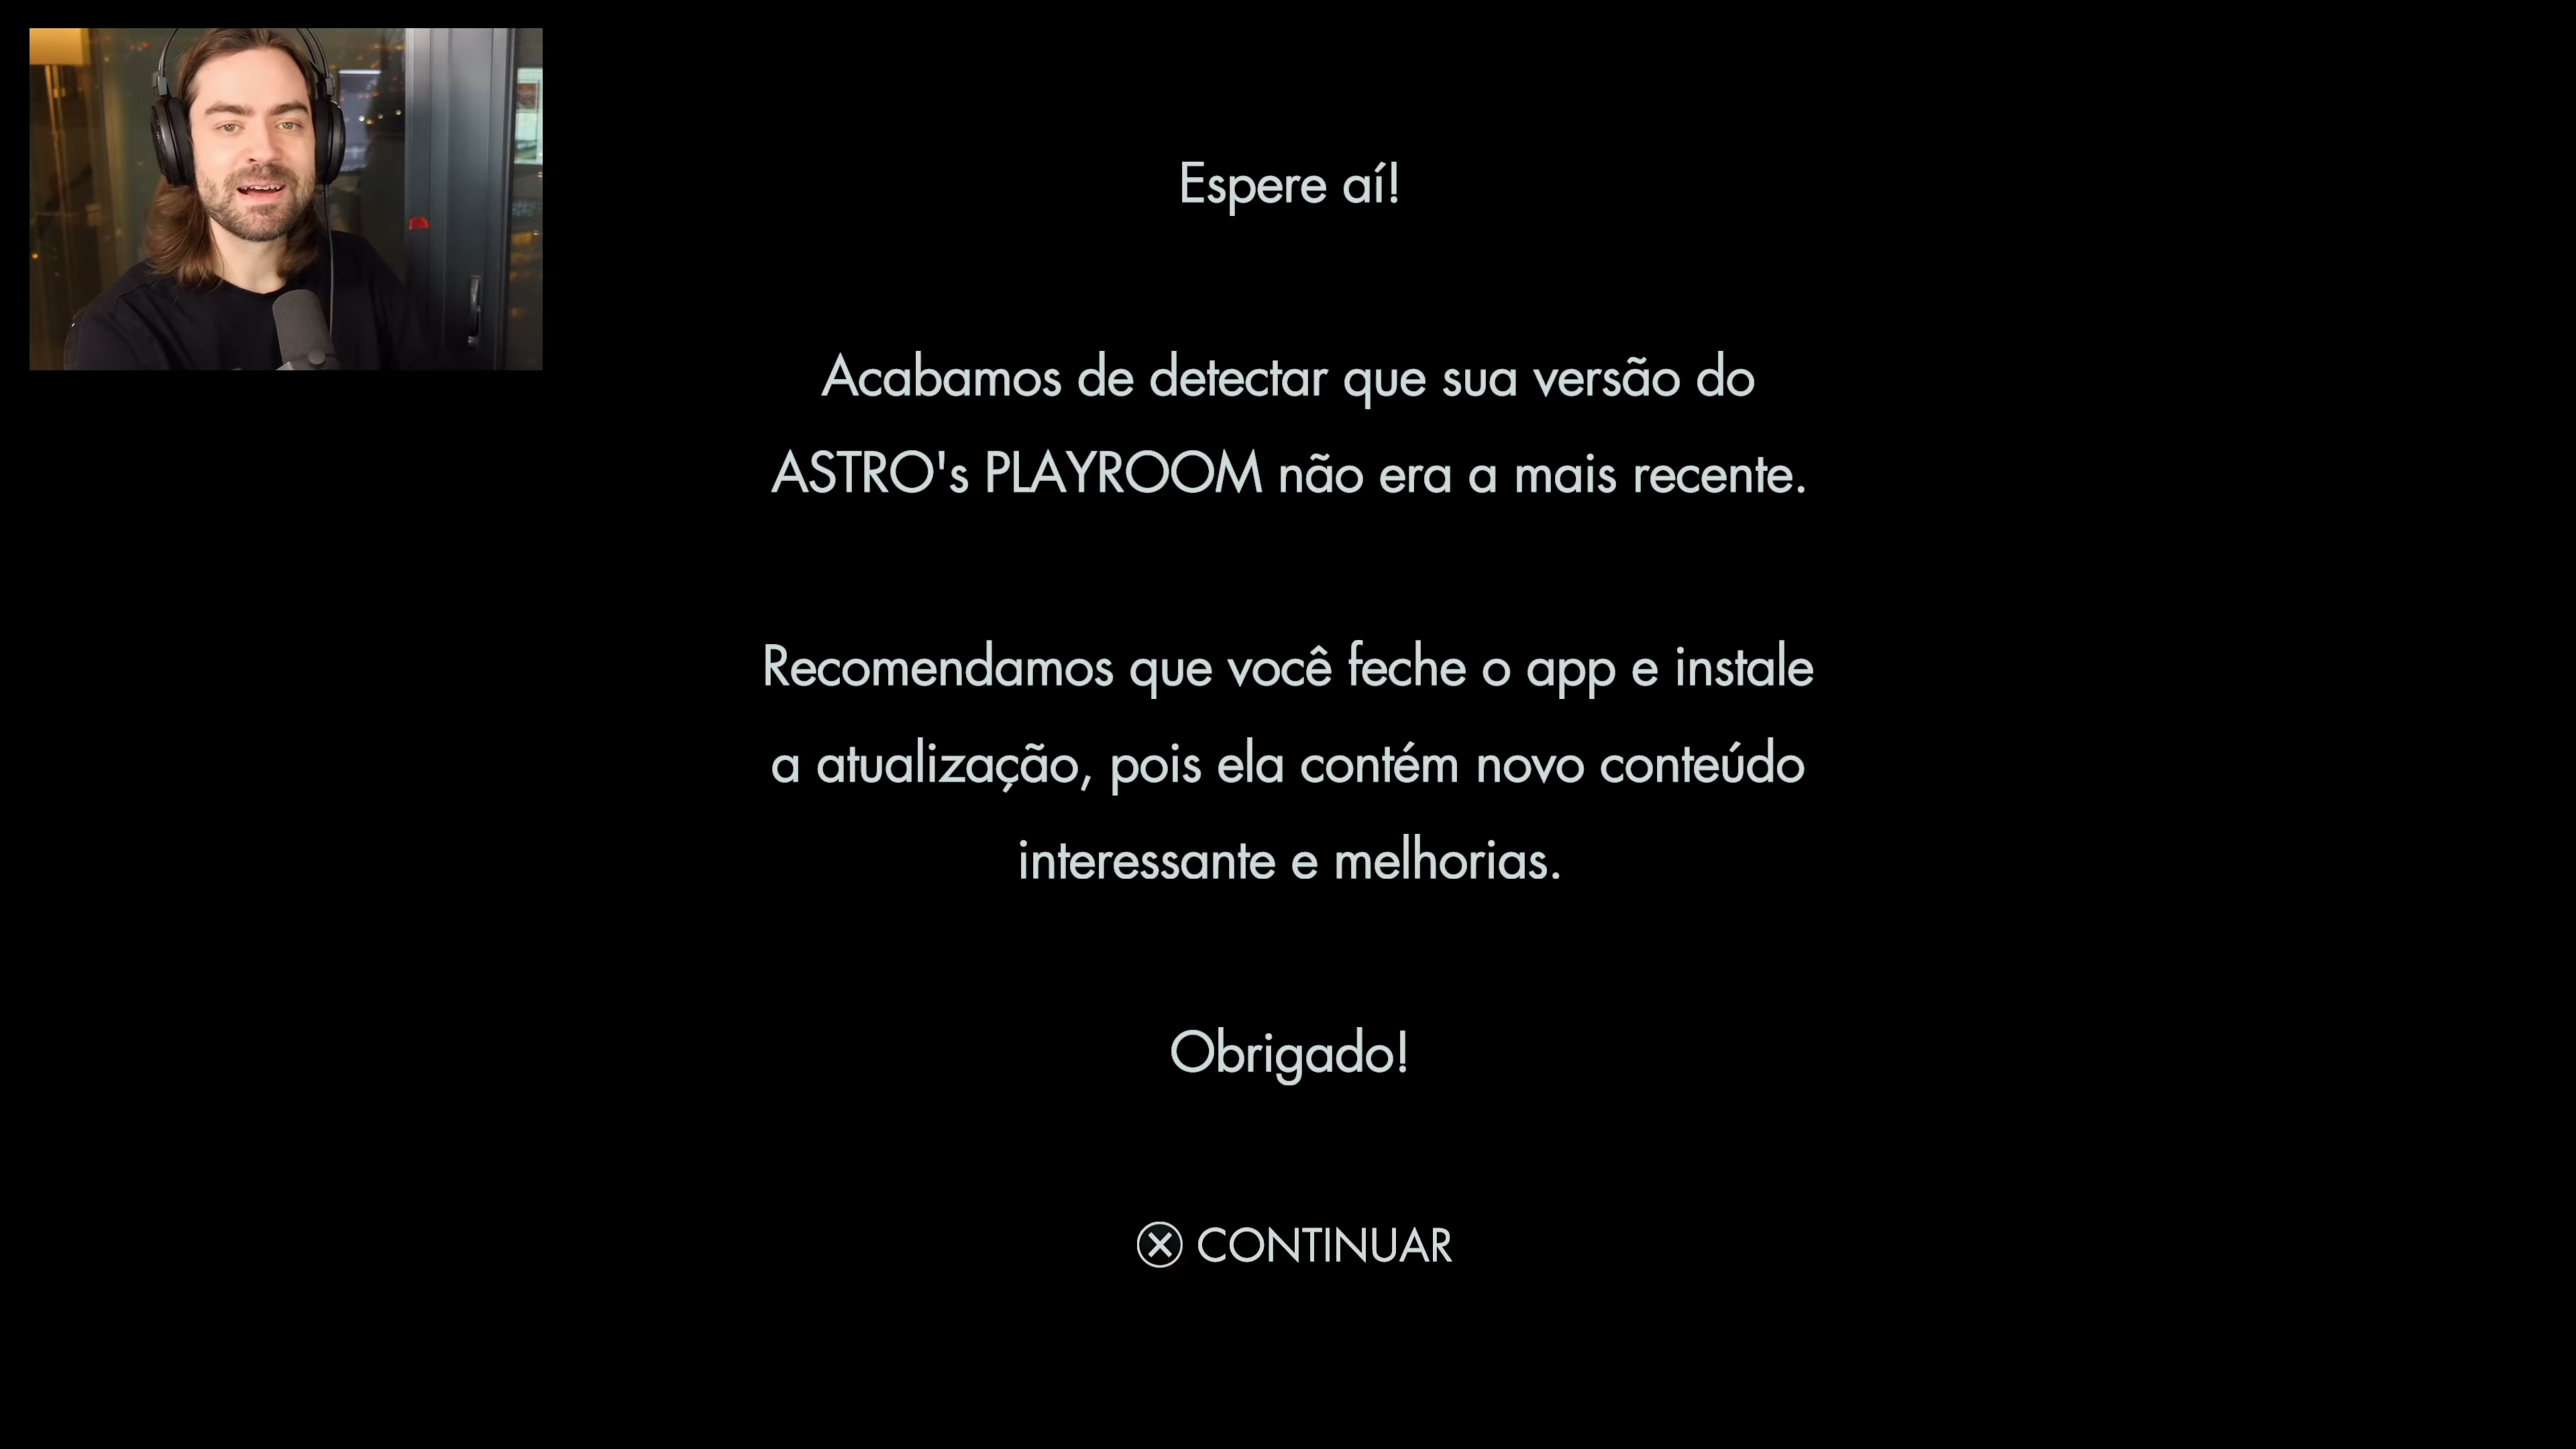 Espere aí!
Acabamos de detectar que sua versão do
ASTRO's PLAYROOM não era a mais recente.
Recomendamos que você feche o app e instale
a atualização, pois ela contém novo conteúdo
interessante e melhorias.
Obrigado!
CONTINUAR